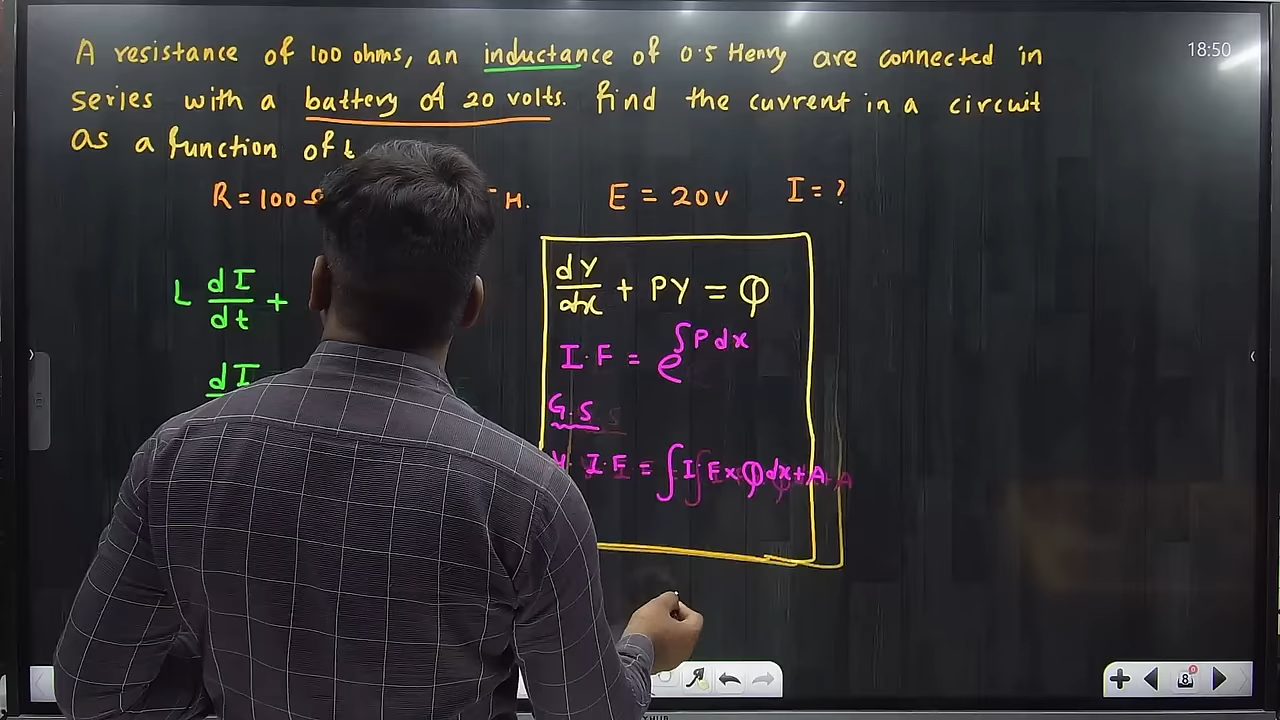 A resistance of 100 ohms, an inductance of 0.5 Henry are connected in
series with a battery of 20 volts. Find the current in a circuit
as a function of t
18:50
R = 100 H. E = 20V I = ?
L dI/dt +
dI
dY/dx + PY = Q
I.F = e^∫P dx
G.S
I.F = ∫I.F x Q dx + A
8